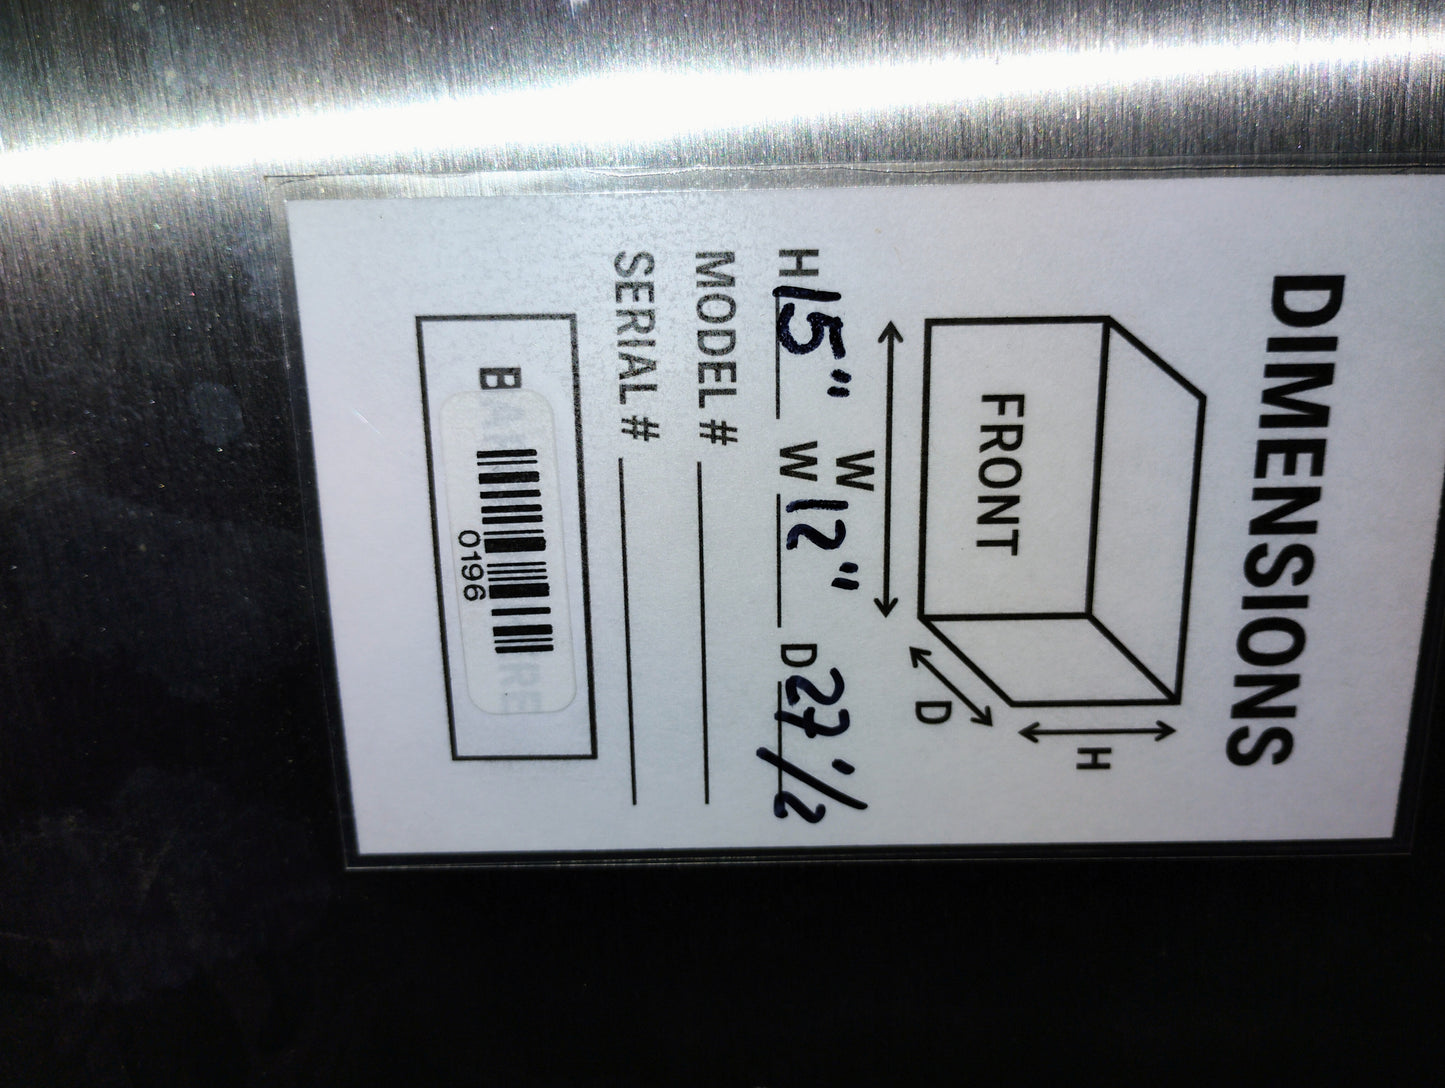 DIMENSIONS
FRONT
H
D
W
H 15" W 12" D 27 1/2
MODEL #
SERIAL #
0196